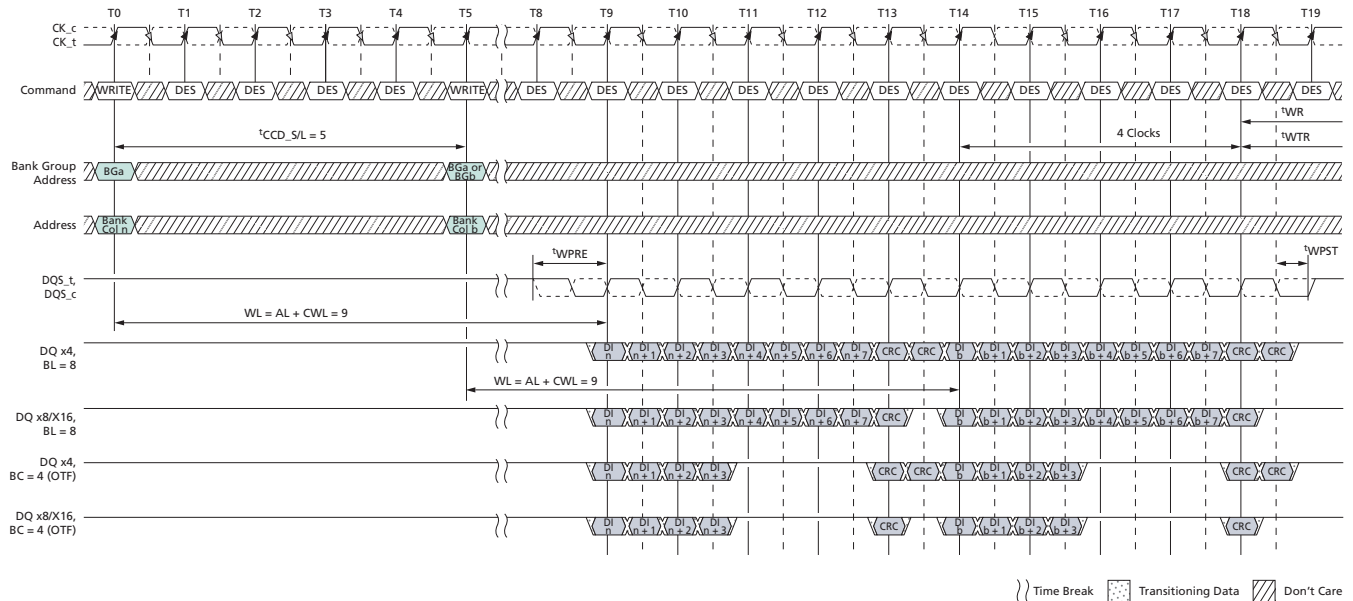 T0 T1 T2 T3 T4 T5 T8 T9 T10 T11 T12 T13 T14 T15 T16 T17 T18 T19
CK_c
CK_t
Command WRITE DES DES DES DES WRITE DES DES DES DES DES DES DES DES DES DES DES DES
tWR
tCCD_S/L = 5 4 Clocks tWTR
Bank Group
Address BGa BGa or
BGb
Address Bank
Col n Bank
Col b
tWPRE tWPST
DQS_t,
DQS_c
WL = AL + CWL = 9
DQ x4,
BL = 8 DI
n DI
n + 1 DI
n + 2 DI
n + 3 DI
n + 4 DI
n + 5 DI
n + 6 DI
n + 7 CRC CRC DI
b DI
b + 1 DI
b + 2 DI
b + 3 DI
b + 4 DI
b + 5 DI
b + 6 DI
b + 7 CRC CRC
WL = AL + CWL = 9
DQ x8/X16,
BL = 8 DI
n DI
n + 1 DI
n + 2 DI
n + 3 DI
n + 4 DI
n + 5 DI
n + 6 DI
n + 7 CRC DI
b DI
b + 1 DI
b + 2 DI
b + 3 DI
b + 4 DI
b + 5 DI
b + 6 DI
b + 7 CRC
DQ x4,
BC = 4 (OTF) DI
n DI
n + 1 DI
n + 2 DI
n + 3 CRC CRC DI
b DI
b + 1 DI
b + 2 DI
b + 3 CRC CRC
DQ x8/X16,
BC = 4 (OTF) DI
n DI
n + 1 DI
n + 2 DI
n + 3 CRC DI
b DI
b + 1 DI
b + 2 DI
b + 3 CRC
Time Break Transitioning Data Don't Care